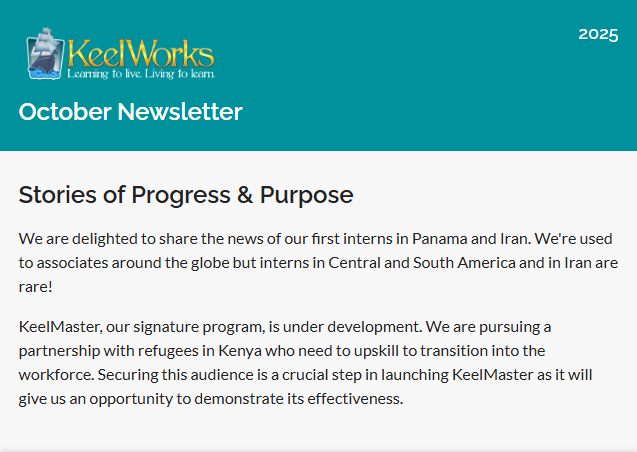 2025
KeelWorks
Learning to live. Living to learn.
October Newsletter
Stories of Progress & Purpose
We are delighted to share the news of our first interns in Panama and Iran. We're used
to associates around the globe but interns in Central and South America and in Iran are
rare!
KeelMaster, our signature program, is under development. We are pursuing a
partnership with refugees in Kenya who need to upskill to transition into the
workforce. Securing this audience is a crucial step in launching KeelMaster as it will
give us an opportunity to demonstrate its effectiveness.